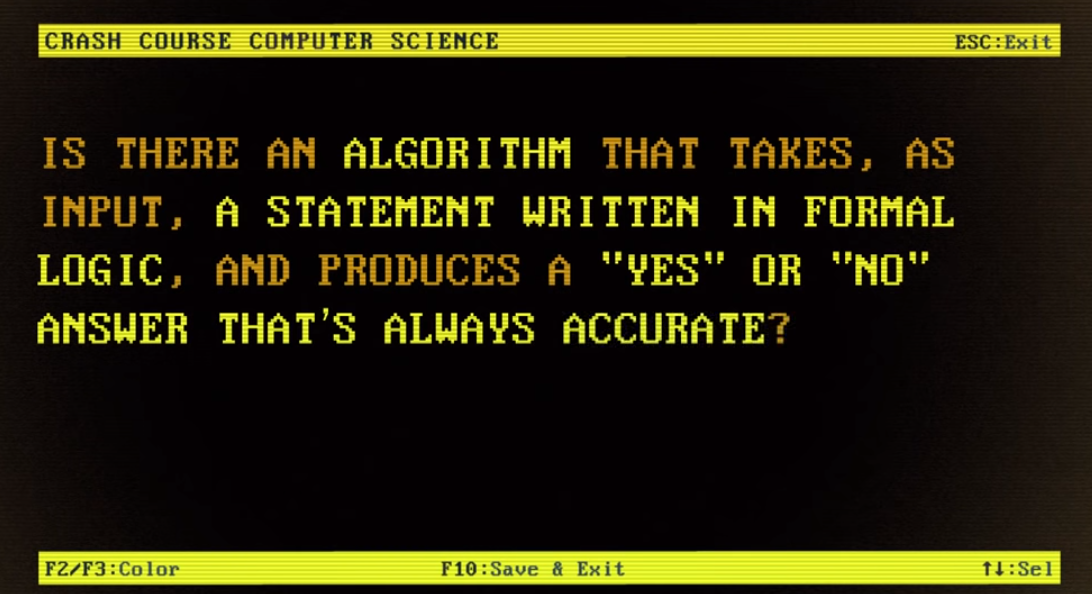 CRASH COURSE COMPUTER SCIENCE ESC:Exit
IS THERE AN ALGORITHM THAT TAKES, AS
INPUT, A STATEMENT WRITTEN IN FORMAL
LOGIC, AND PRODUCES A "YES" OR "NO"
ANSWER THAT'S ALWAYS ACCURATE?
F2/F3:Color F10:Save & Exit ↑↓:Sel